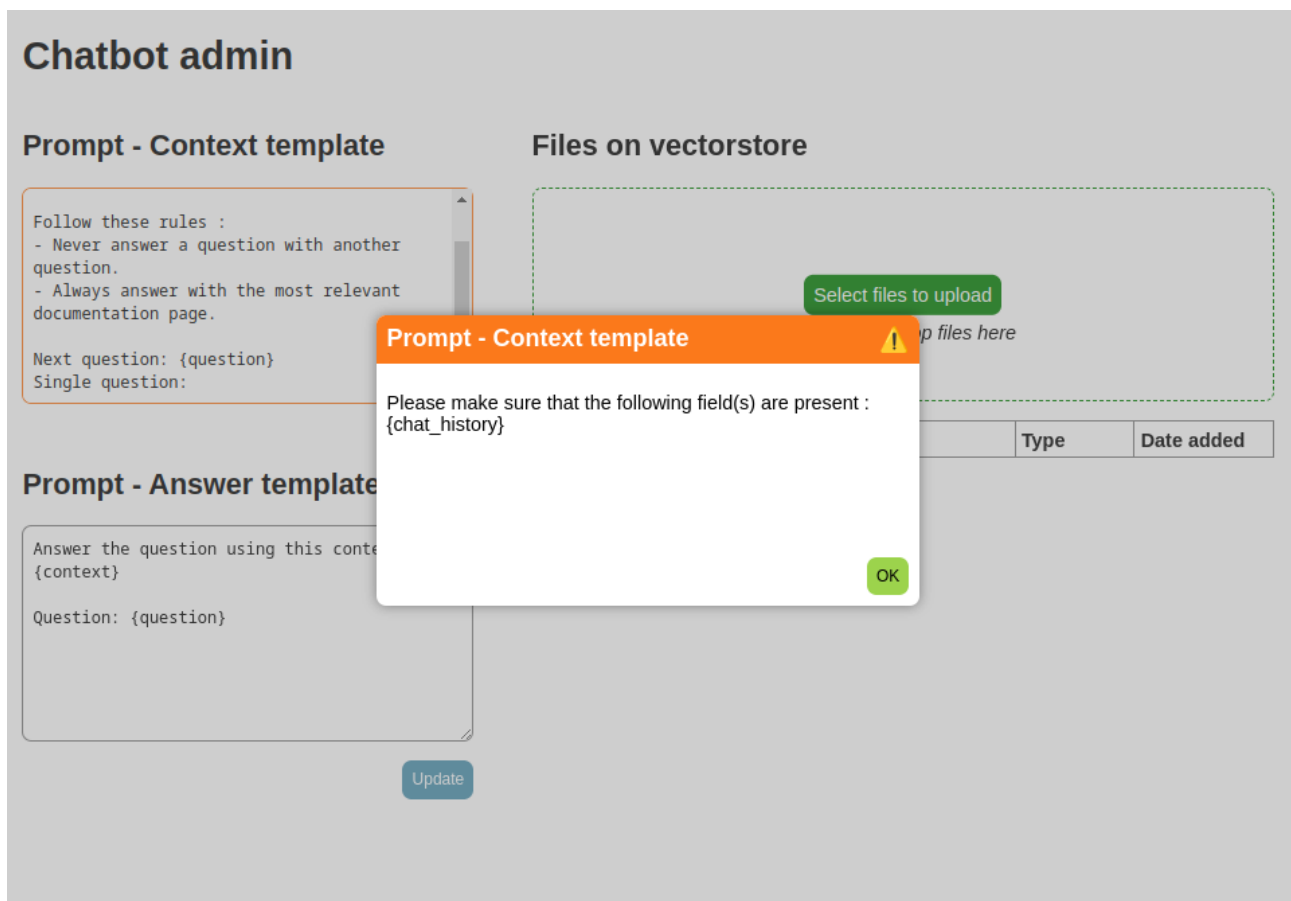 Chatbot admin
Prompt - Context template
Files on vectorstore
Follow these rules :
- Never answer a question with another
question.
- Always answer with the most relevant
documentation page.
Next question: {question}
Single question:
Select files to upload
files here
Prompt - Context template
Please make sure that the following field(s) are present :
{chat_history}
OK
Type
Date added
Prompt - Answer template
Answer the question using this
{context}
Question: {question}
Update